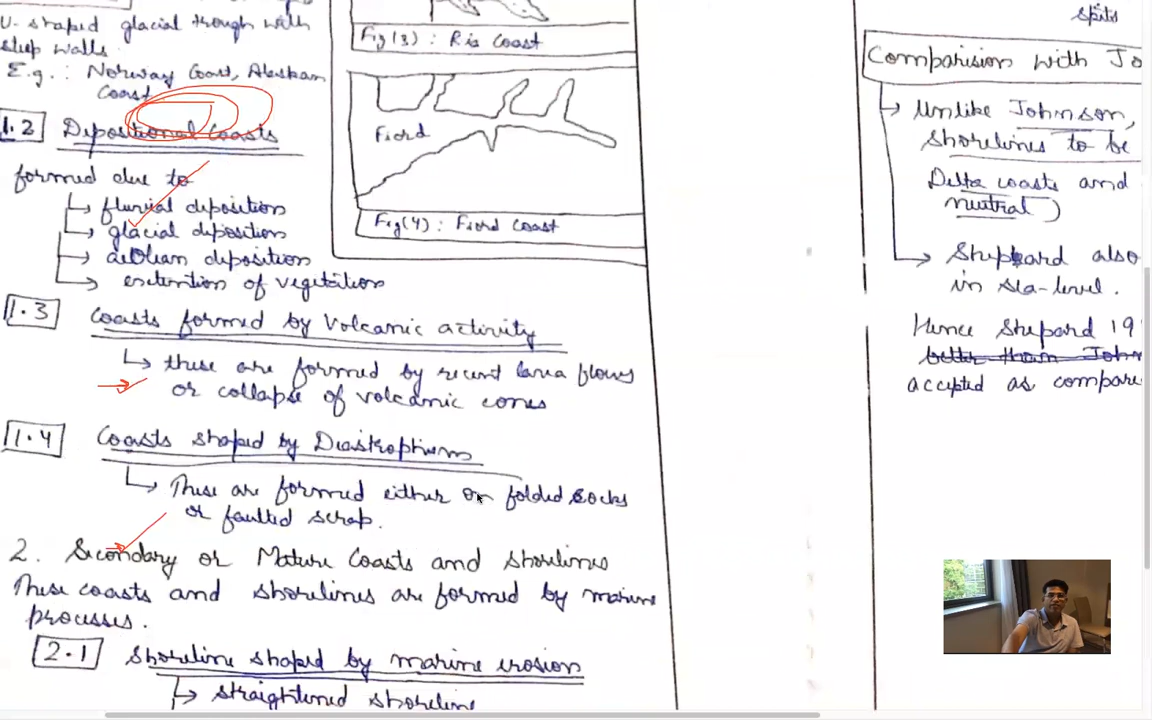 U-shaped glacial trough with
steep walls.
E.g.: Norway Coast, Alaskan
Coast
1.2 Depositional Coasts
formed due to
fluvial deposition
glacial deposition
aeolian deposition
extention of vegetation
1.3 Coasts formed by Volcanic activity
these are formed by recent lava flows
or collapse of volcanic cones
1.4 Coasts shaped by Diastrophism
These are formed either on folded rocks
or faulted scrap.
2. Secondary or Mature Coasts and Shorelines
These coasts and shorelines are formed by marine
processes.
2.1 Shoreline shaped by marine erosion
straightened shoreline
Fig(3) : Ria Coast
Fiord
Fig(4) : Fiord Coast
Spits
Comparision with Jo
Unlike Johnson,
Shorelines to be
Delta coasts and
neutral)
Shepard also
in sea-level.
Hence Shepard 19
better than John
accepted as compare